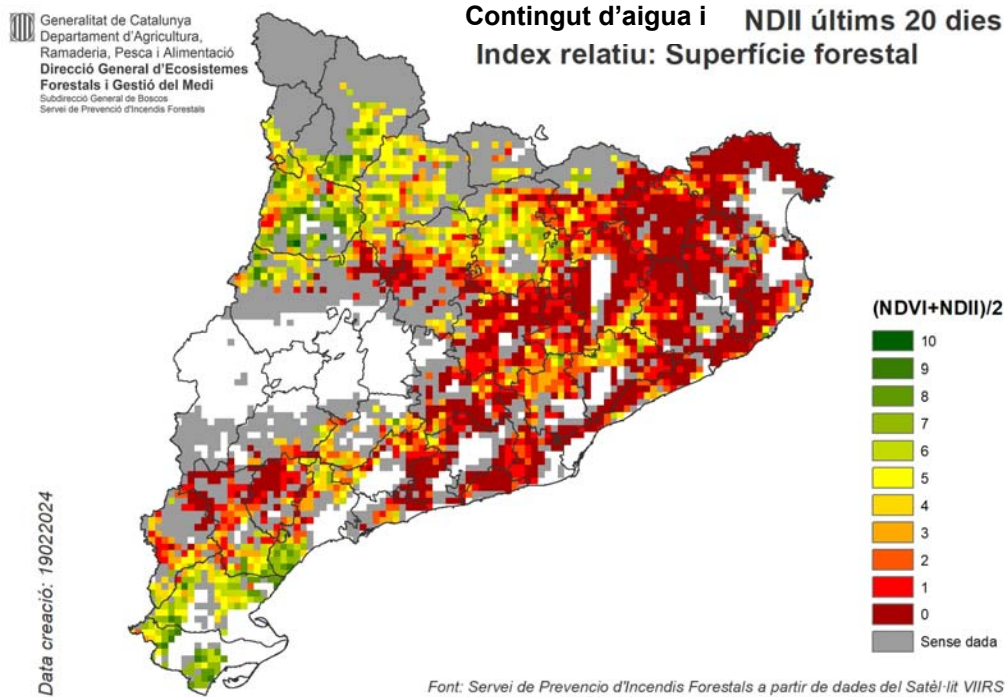 Generalitat de Catalunya
Departament d'Agricultura,
Ramaderia, Pesca i Alimentació
Direcció General d'Ecosistemes
Forestals i Gestió del Medi
Subdirecció General de Boscos
Servei de Prevenció d'Incendis Forestals
Contingut d'aigua i NDII últims 20 dies
Index relatiu: Superfície forestal
(NDVI+NDII)/2
10
9
8
7
6
5
4
3
2
1
0
Sense dada
Data creació: 19022024
Font: Servei de Prevencio d'Incendis Forestals a partir de dades del Satèl·lit VIIRS